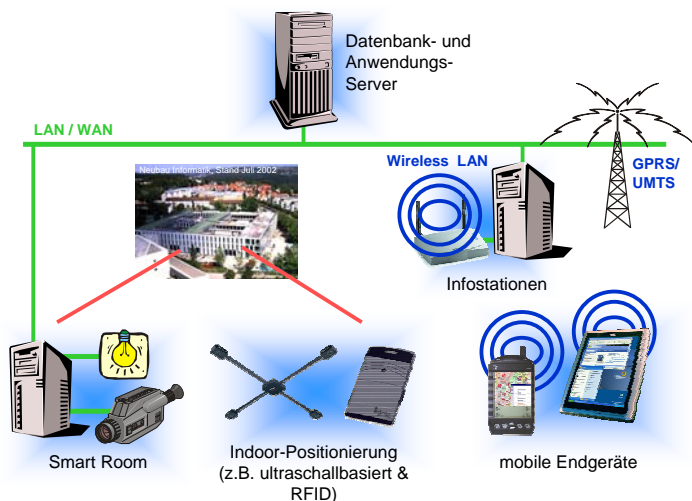 Datenbank- und
Anwendungs-
Server
LAN / WAN
Neubau Informatik, Stand Juli 2002
Wireless LAN
GPRS/
UMTS
Infostationen
Smart Room
Indoor-Positionierung
(z.B. ultraschallbasiert &
RFID)
mobile Endgeräte